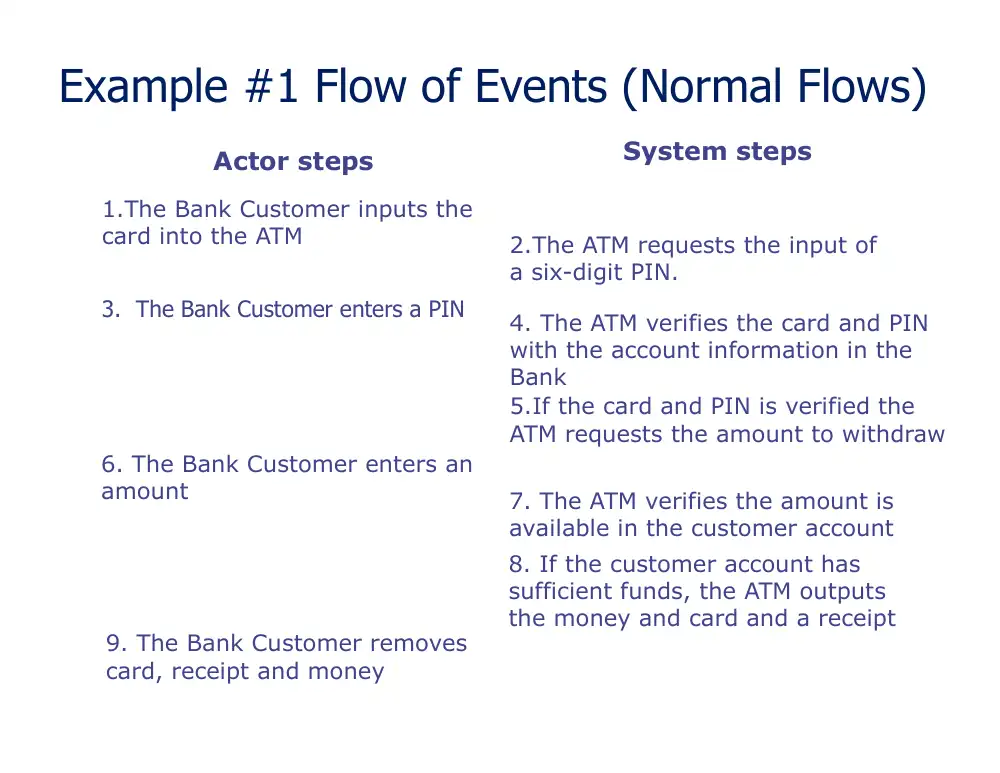 Example #1 Flow of Events (Normal Flows)
Actor steps
System steps
1.The Bank Customer inputs the
card into the ATM
2.The ATM requests the input of
a six-digit PIN.
3. The Bank Customer enters a PIN
4. The ATM verifies the card and PIN
with the account information in the
Bank
5.If the card and PIN is verified the
ATM requests the amount to withdraw
6. The Bank Customer enters an
amount
7. The ATM verifies the amount is
available in the customer account
8. If the customer account has
sufficient funds, the ATM outputs
the money and card and a receipt
9. The Bank Customer removes
card, receipt and money